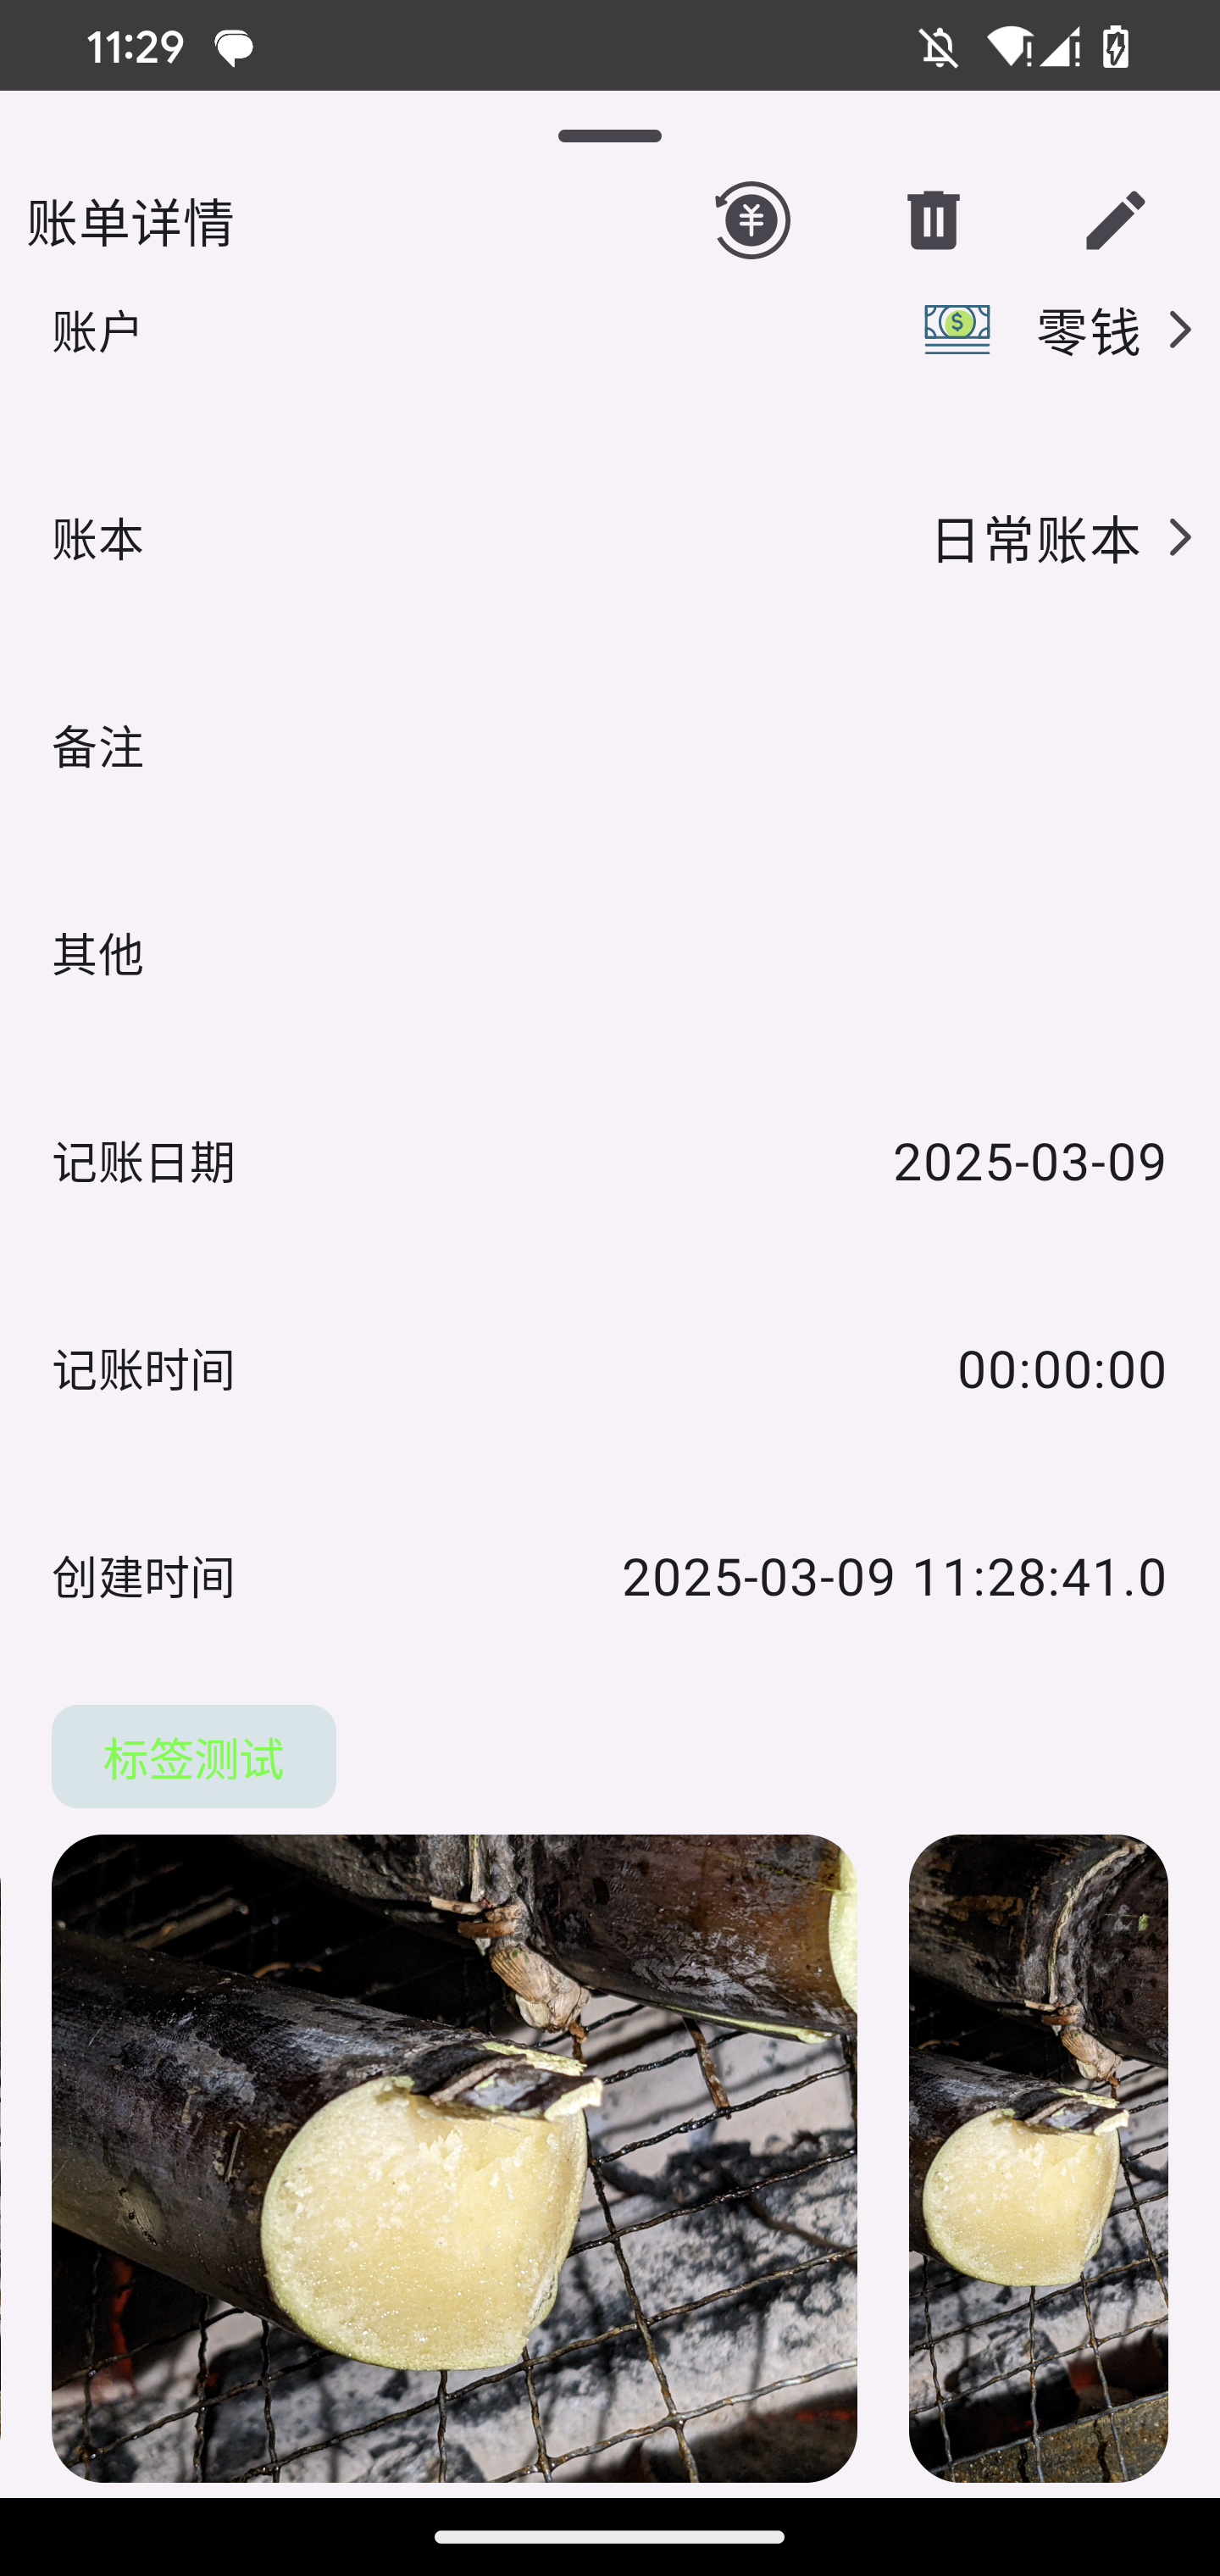 11:29
账单详情
账户 零钱
账本 日常账本
备注
其他
记账日期 2025-03-09
记账时间 00:00:00
创建时间 2025-03-09 11:28:41.0
标签测试